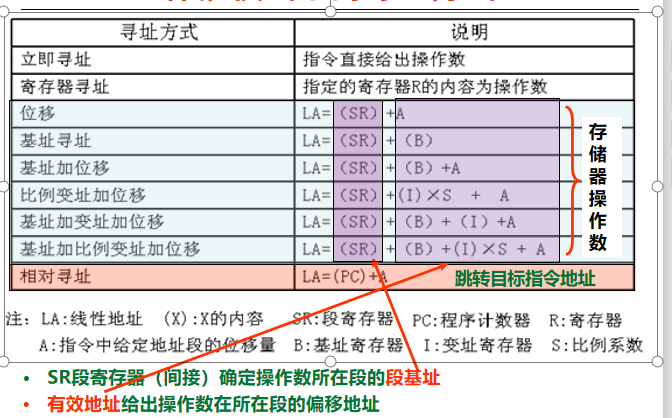 寻址方式 说明
立即寻址 指令直接给出操作数
寄存器寻址 指定的寄存器R的内容为操作数
位移 LA=(SR)+A
基址寻址 LA=(SR)+(B)
基址加位移 LA=(SR)+(B)+A
比例变址加位移 LA=(SR)+(I)×S + A
基址加变址加位移 LA=(SR)+(B)+(I)+A
基址加比例变址加位移 LA=(SR)+(B)+(I)×S + A
相对寻址 LA=(PC)+A 跳转目标指令地址
存储器操作数
注: LA:线性地址 (X):X的内容 SR:段寄存器 PC:程序计数器 R:寄存器
A:指令中给定地址段的位移量 B:基址寄存器 I:变址寄存器 S:比例系数
• SR段寄存器(间接)确定操作数所在段的段基址
• 有效地址给出操作数在所在段的偏移地址